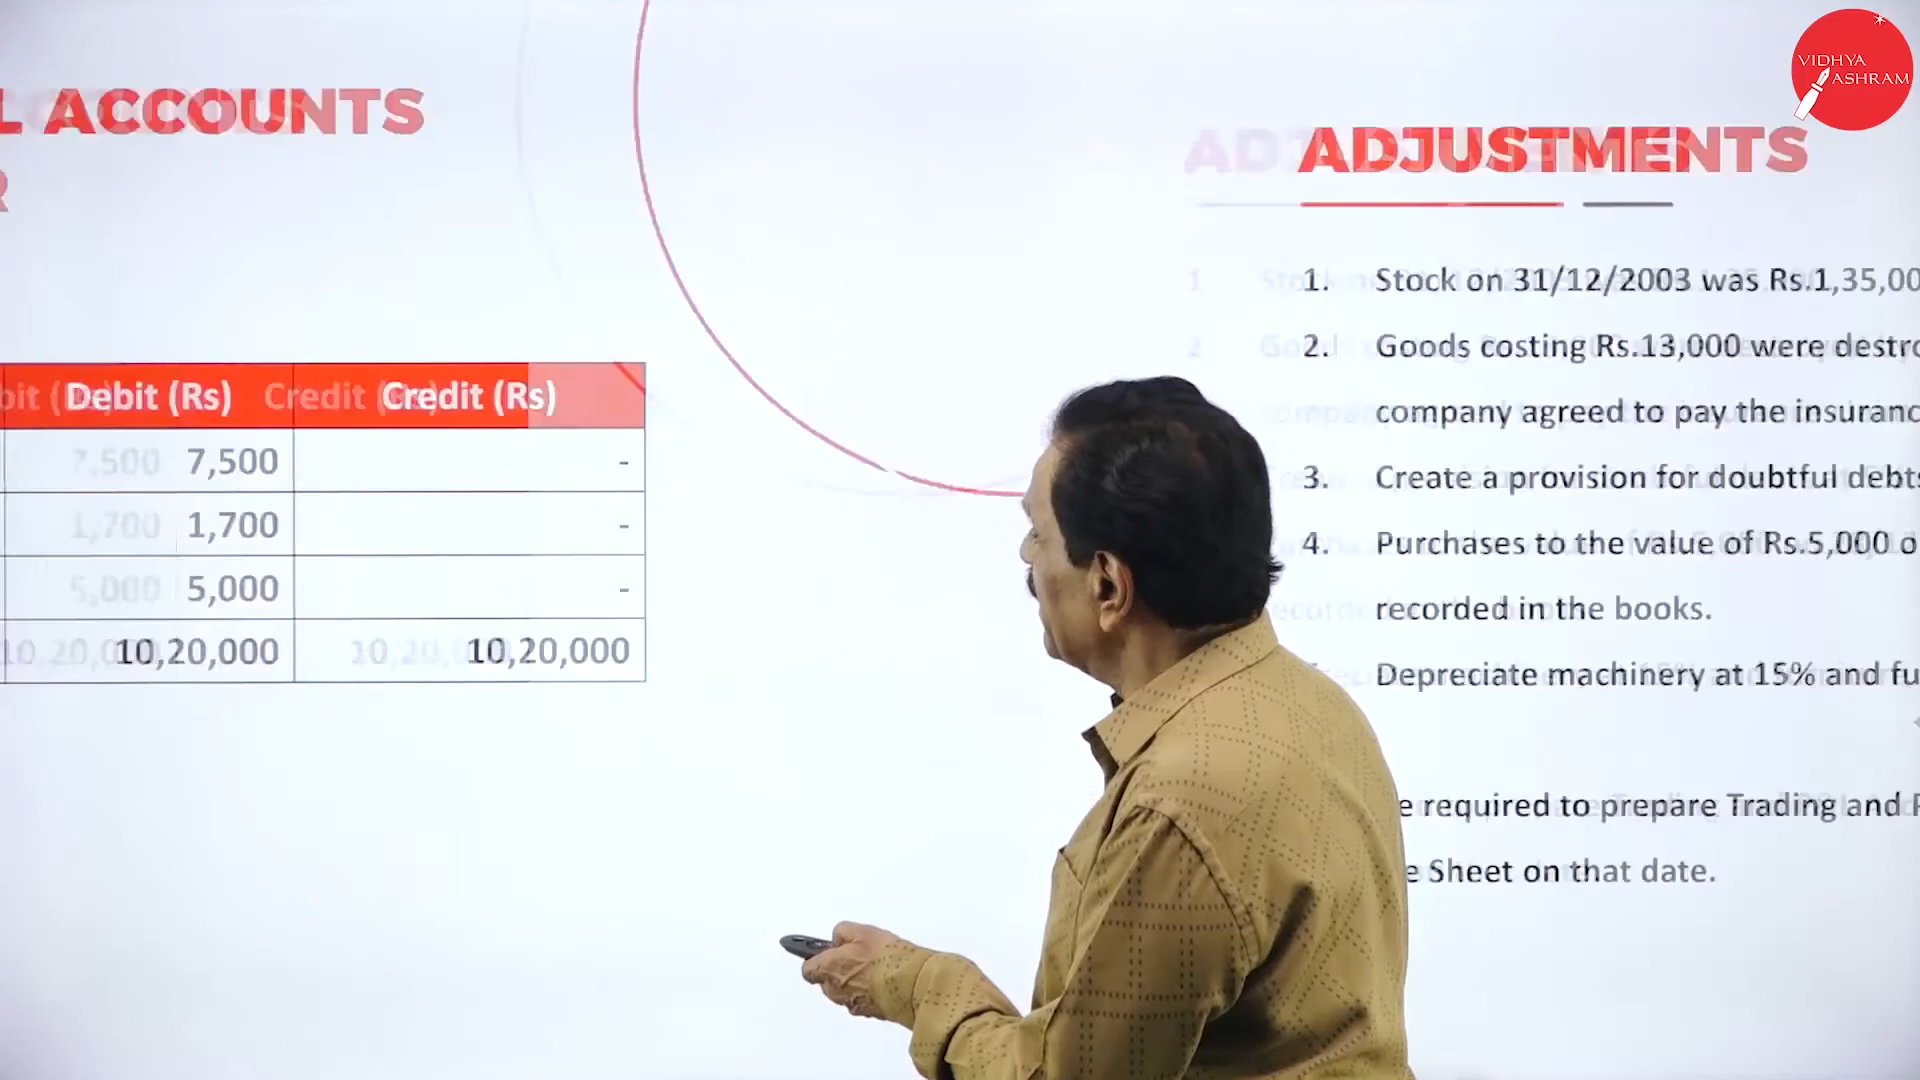 VIDHYA
ASHRAM
L ACCOUNTS
R
Debit (Rs) Credit (Rs)
7,500 -
1,700 -
5,000 -
10,20,000 10,20,000
ADJUSTMENTS
1. Stock on 31/12/2003 was Rs.1,35,00
2. Goods costing Rs.13,000 were destro
company agreed to pay the insuranc
3. Create a provision for doubtful debts
4. Purchases to the value of Rs.5,000 o
recorded in the books.
Depreciate machinery at 15% and fu
e required to prepare Trading and P
e Sheet on that date.